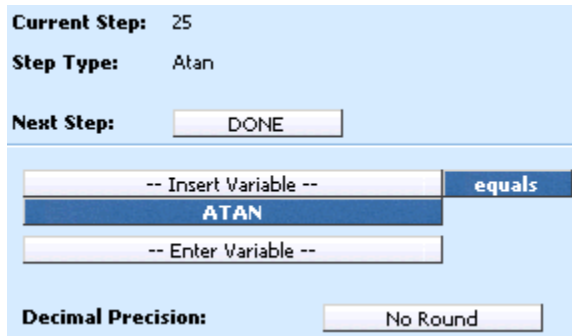 Current Step: 25
Step Type: Atan
Next Step: DONE
-- Insert Variable -- equals
ATAN
-- Enter Variable --
Decimal Precision: No Round